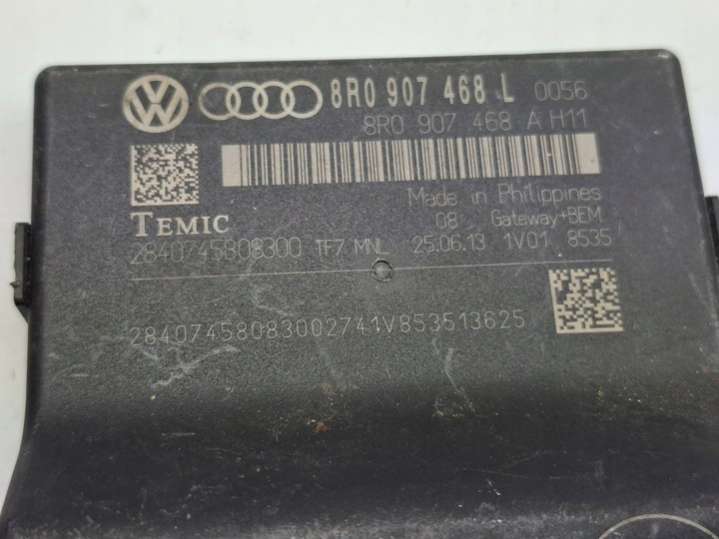 8R0 907 468 L 0056
8R0 907 468 A H11
Made in Philippines
TEMIC 08 Gateway+BEM
2840745808300 TF7 MNL 25.06.13 1V01 8535
28407458083002741V853513625